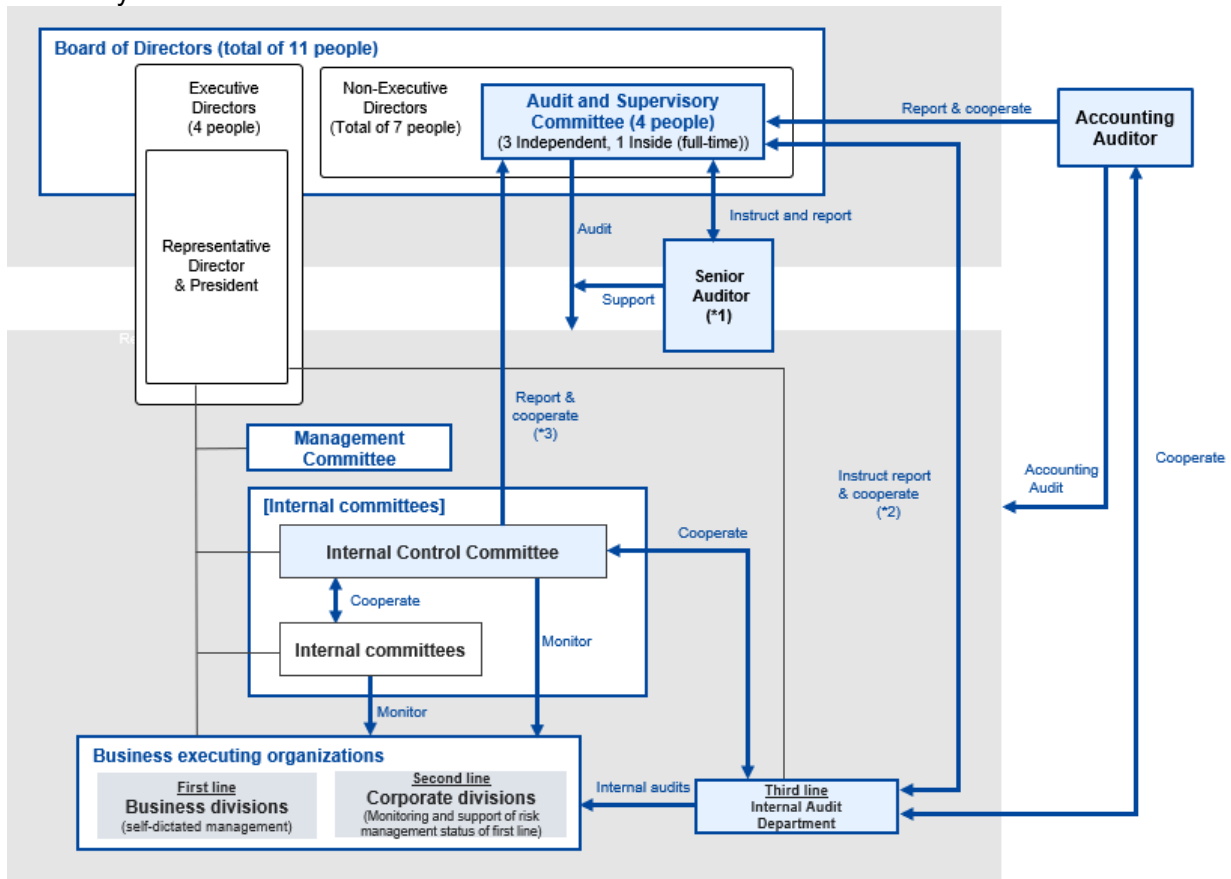 Board of Directors (total of 11 people)
Executive
Directors
(4 people)
Non-Executive
Directors
(Total of 7 people)
Audit and Supervisory
Committee (4 people)
(3 Independent, 1 Inside (full-time))
Report & cooperate
Accounting
Auditor
Representative
Director
& President
Audit
Instruct and report
Support
Senior
Auditor
(*1)
Report &
cooperate
(*3)
Management
Committee
Instruct report
& cooperate
(*2)
Accounting
Audit
Cooperate
[Internal committees]
Internal Control Committee
Cooperate
Cooperate
Internal committees
Monitor
Monitor
Business executing organizations
First line
Business divisions
(self-dictated management)
Second line
Corporate divisions
(Monitoring and support of risk
management status of first line)
Internal audits
Third line
Internal Audit
Department